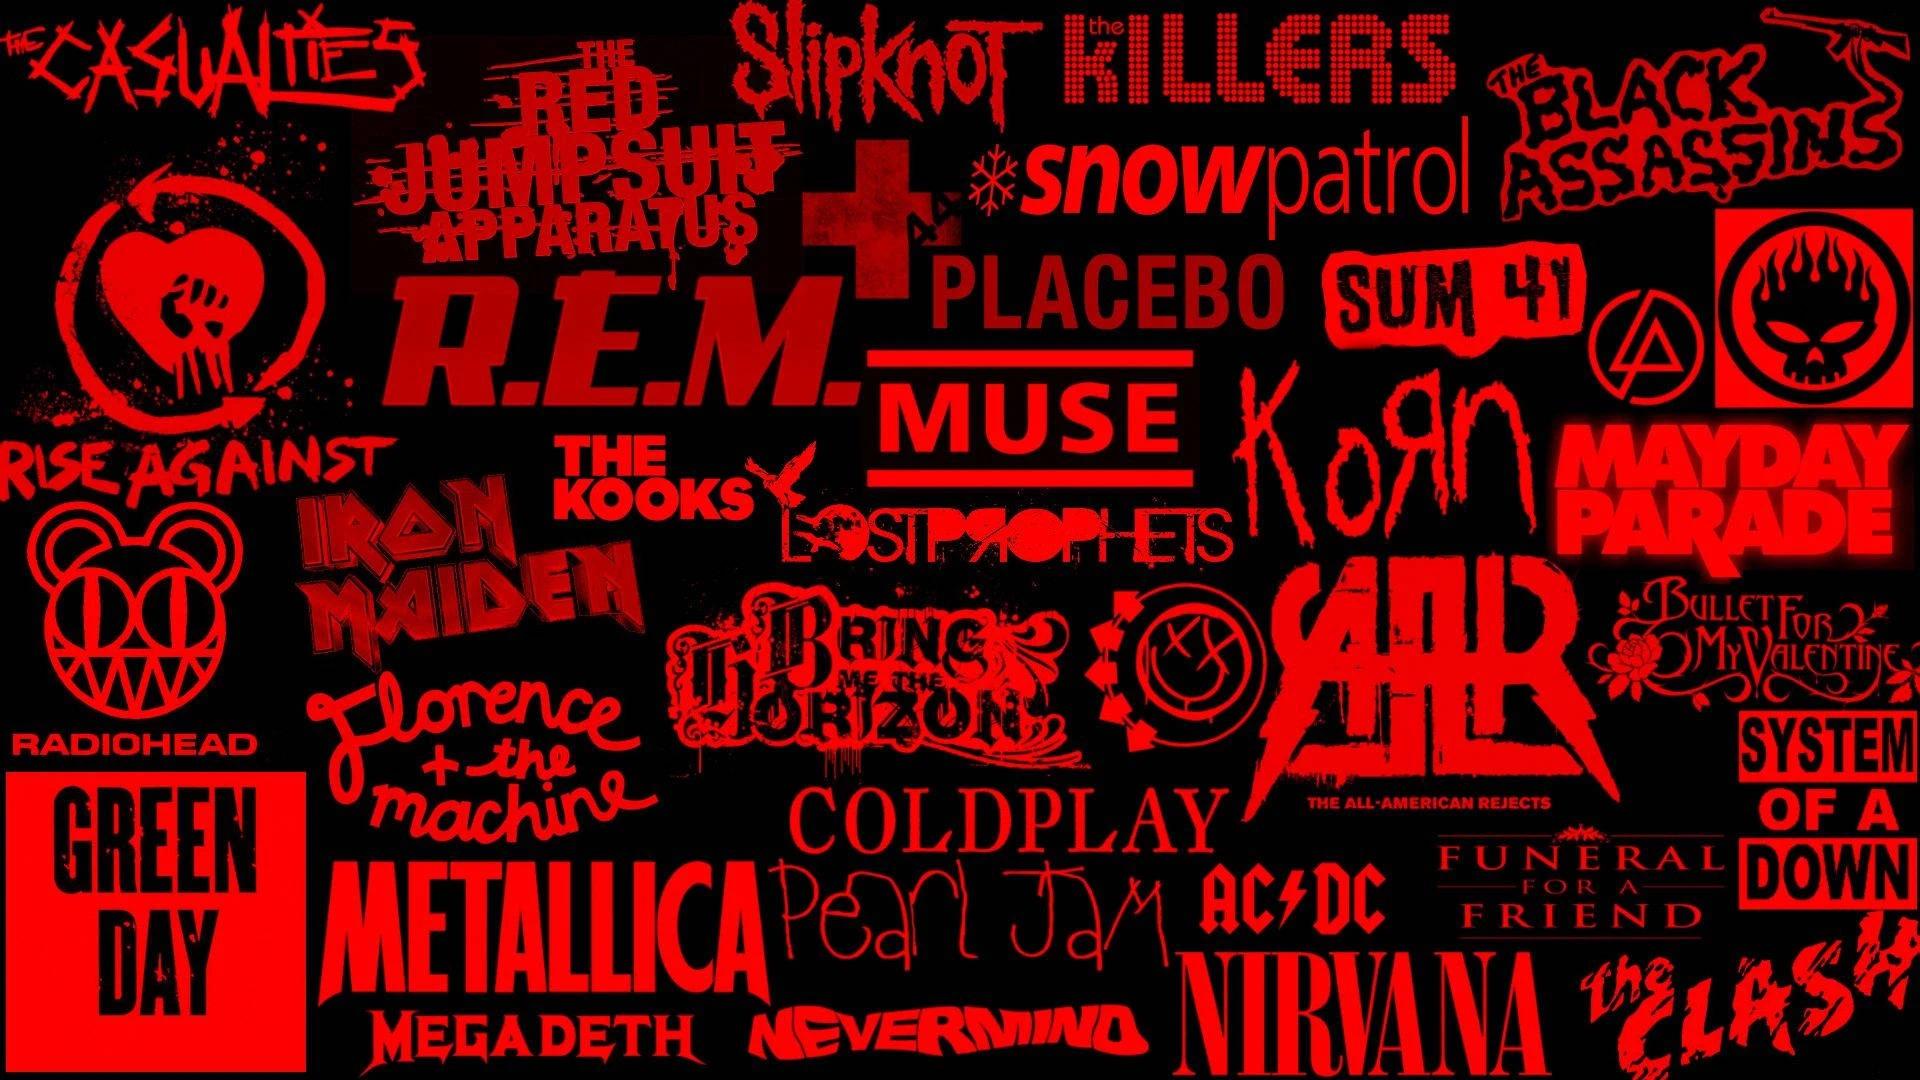 THE CASUALTIES
THE
RED
JUMPSUIT
APPARATUS
SlipknoT
the
KILLERS
THE
BLACK
ASSASSINS
snowpatrol
44
RISE AGAINST
R.E.M.
PLACEBO
SUM 41
MUSE
KoЯn
MAYDAY
PARADE
IRON
MAIDEN
THE
KOOKS
LOSTPROPHETS
RADIOHEAD
BRING
ME THE
HORIZON
AAR
THE ALL-AMERICAN REJECTS
BULLET FOR
MY VALENTINE
florence
+ the
machine
SYSTEM
OF A
DOWN
GREEN
DAY
COLDPLAY
METALLICA
Pearl Jam
AC DC
FUNERAL
FOR A
FRIEND
MEGADETH
NEVERMIND
NIRVANA
the
CLASH